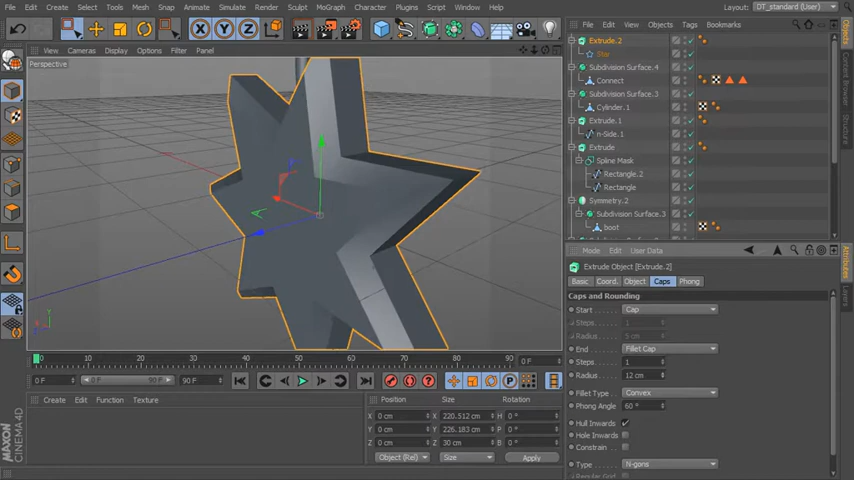 File Edit Create Mesh Snap Animate Simulate Render Sculpt MoGraph Character Plugins Script Window Help
Layout: DT_standard (User)
File Edit View Objects Tags Bookmarks
View Cameras Display Options Filter Panel
Perspective
Extrude.2
Star
Subdivision Surface.4
Connect
Subdivision Surface.3
Cylinder.1
Extrude.1
n-Side.1
Extrude
Spline Mask
Rectangle.2
Rectangle
Symmetry.2
Subdivision Surface.3
boot
Objects
Content Browser
Structure
Mode Edit User Data
Extrude Object [Extrude.2]
Basic Coord. Object Caps Phong
Caps and Rounding
Start Cap
Steps. 1
Radius 5 cm
End Fillet Cap
Steps 1
Radius 12 cm
Fillet Type Convex
Phong Angle 60 °
Hull Inwards
Hole Inwards
Constrain
Type N-gons
Attributes
Layers
0 10 20 30 40 50 60 70 80 90 0 F
0 F 0 F 90 F 90 F
Create Edit Function Texture
Position Size Rotation
X 0 cm X 220.512 cm H 0 °
Y 0 cm Y 226.183 cm P 0 °
Z 0 cm Z 30 cm B 0 °
Object (Rel) Size Apply
MAXON
CINEMA4D